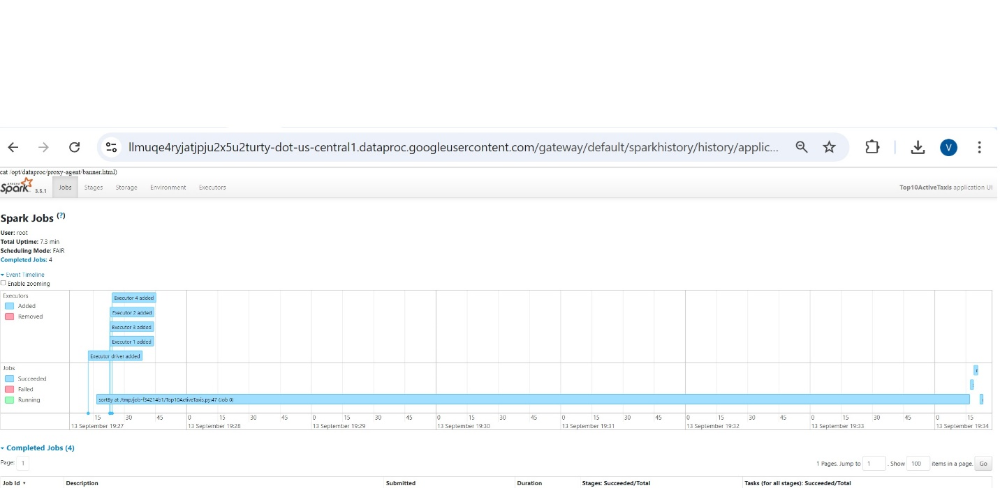 llmuqe4ryjatjpju2x5u2turty-dot-us-central1.dataproc.googleusercontent.com/gateway/default/sparkhistory/history/applic...
V
cat /opt/dataproc/proxy-agent/banner.html)
APACHE Spark 3.5.1 Jobs Stages Storage Environment Executors Top10ActiveTaxis application UI
Spark Jobs (?)
User: root
Total Uptime: 7.3 min
Scheduling Mode: FAIR
Completed Jobs: 4
Event Timeline
Enable zooming
Executors
Added
Removed
Executor 4 added
Executor 2 added
Executor 3 added
Executor 1 added
Executor driver added
Jobs
Succeeded
Failed
Running
sortBy at /tmp/job-f34214b1/Top10ActiveTaxis.py:47 (Job 0)
15 30 45 0 15 30 45 0 15 30 45 0 15 30 45 0 15 30 45 0 15 30 45 0 15 30 45 0 15
13 September 19:27 13 September 19:28 13 September 19:29 13 September 19:30 13 September 19:31 13 September 19:32 13 September 19:33 13 September 19:34
Completed Jobs (4)
Page: 1 1 Pages. Jump to 1 . Show 100 items in a page. Go
Job Id Description Submitted Duration Stages: Succeeded/Total Tasks (for all stages): Succeeded/Total